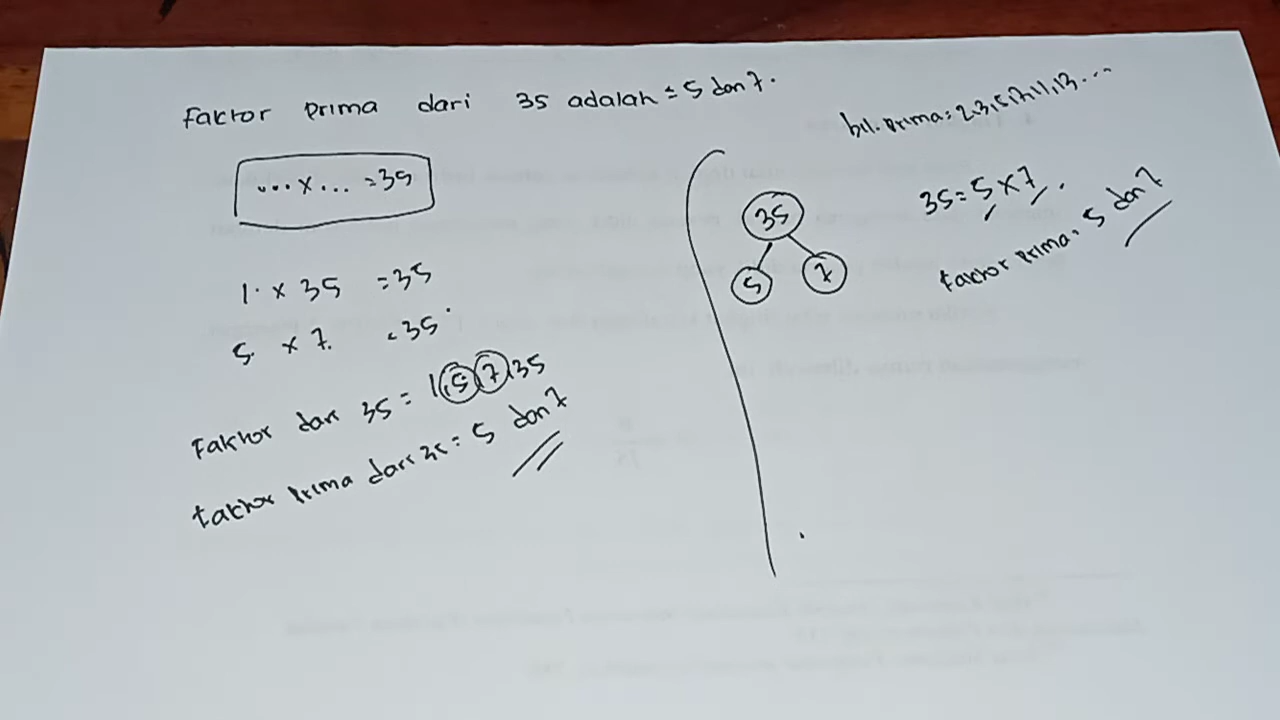 Faktor Prima dari 35 adalah = 5 dan 7.
... x ... = 35
1. x 35 = 35
5. x 7. = 35
Faktor dari 35 = 1, 5, 7, 35
Faktor Prima dari 35 = 5 dan 7
bil. Prima = 2,3,5,7,11,13...
35
5 7
35 = 5 x 7.
Faktor Prima = 5 dan 7